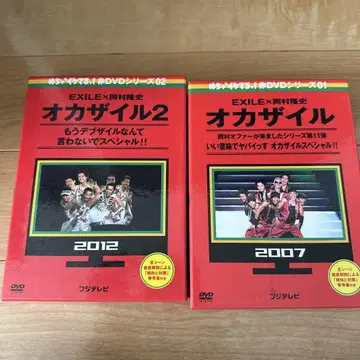 めちゃイケてるッ!赤DVDシリーズ02
EXILE×岡村隆史
オカザイル2
もうデブザイルなんて
言わないでスペシャル!!
2012
DVD
フジテレビ
めちゃイケてるッ!赤DVDシリーズ01
EXILE×岡村隆史
オカザイル
岡村オファーが来ましたシリーズ第11弾
いい意味でヤバイっす オカザイルスペシャル!!
2007
DVD
フジテレビ